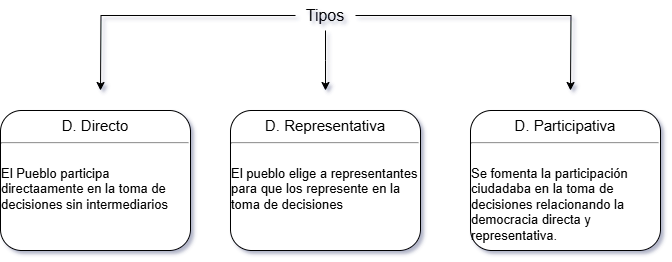 Tipos
D. Directo
El Pueblo participa
directaamente en la toma de
decisiones sin intermediarios
D. Representativa
El pueblo elige a representantes
para que los represente en la
toma de decisiones
D. Participativa
Se fomenta la participación
ciudadaba en la toma de
decisiones relacionando la
democracia directa y
representativa.